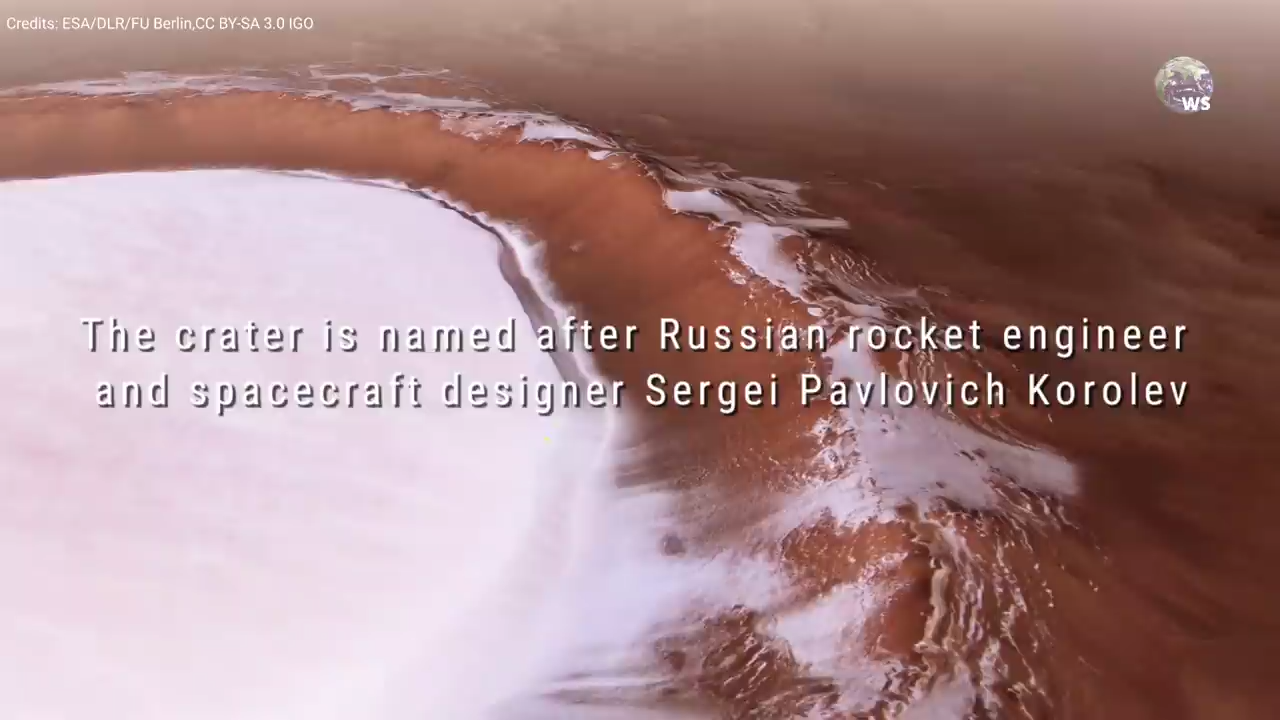 Credits: ESA/DLR/FU Berlin,CC BY-SA 3.0 IGO
WS
The crater is named after Russian rocket engineer
and spacecraft designer Sergei Pavlovich Korolev